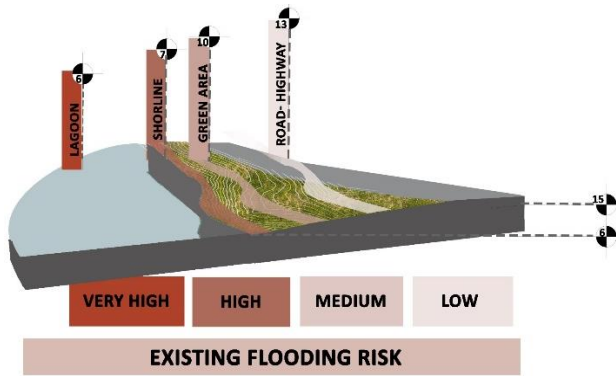 6
LAGOON
7
SHORLINE
10
GREEN AREA
13
ROAD- HIGHWAY
15
6
VERY HIGH
HIGH
MEDIUM
LOW
EXISTING FLOODING RISK